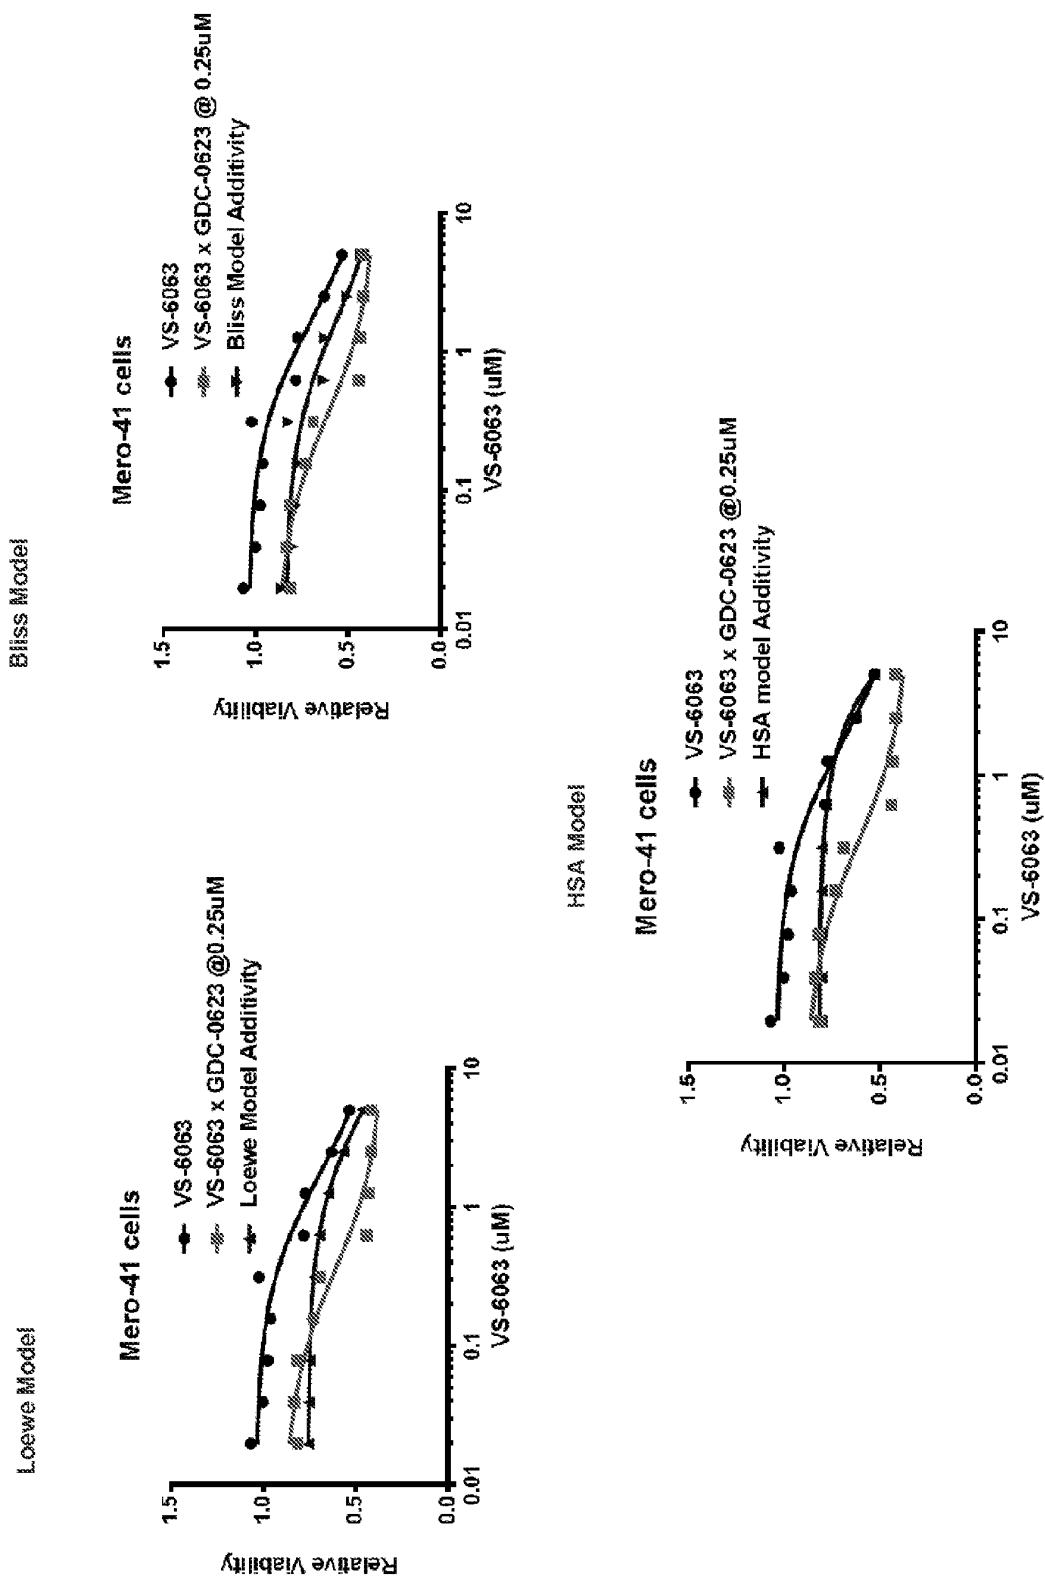 Loewe Model
Mero-41 cells
VS-6063
VS-6063 x GDC-0623 @0.25uM
Loewe Model Additivity
Relative Viability
1.5
1.0
0.5
0.0
0.01
0.1
1
10
VS-6063 (uM)
Bliss Model
Mero-41 cells
VS-6063
VS-6063 x GDC-0623 @ 0.25uM
Bliss Model Additivity
Relative Viability
1.5
1.0
0.5
0.0
0.01
0.1
1
10
VS-6063 (uM)
HSA Model
Mero-41 cells
VS-6063
VS-6063 x GDC-0623 @0.25uM
HSA model Additivity
Relative Viability
1.5
1.0
0.5
0.0
0.01
0.1
1
10
VS-6063 (uM)